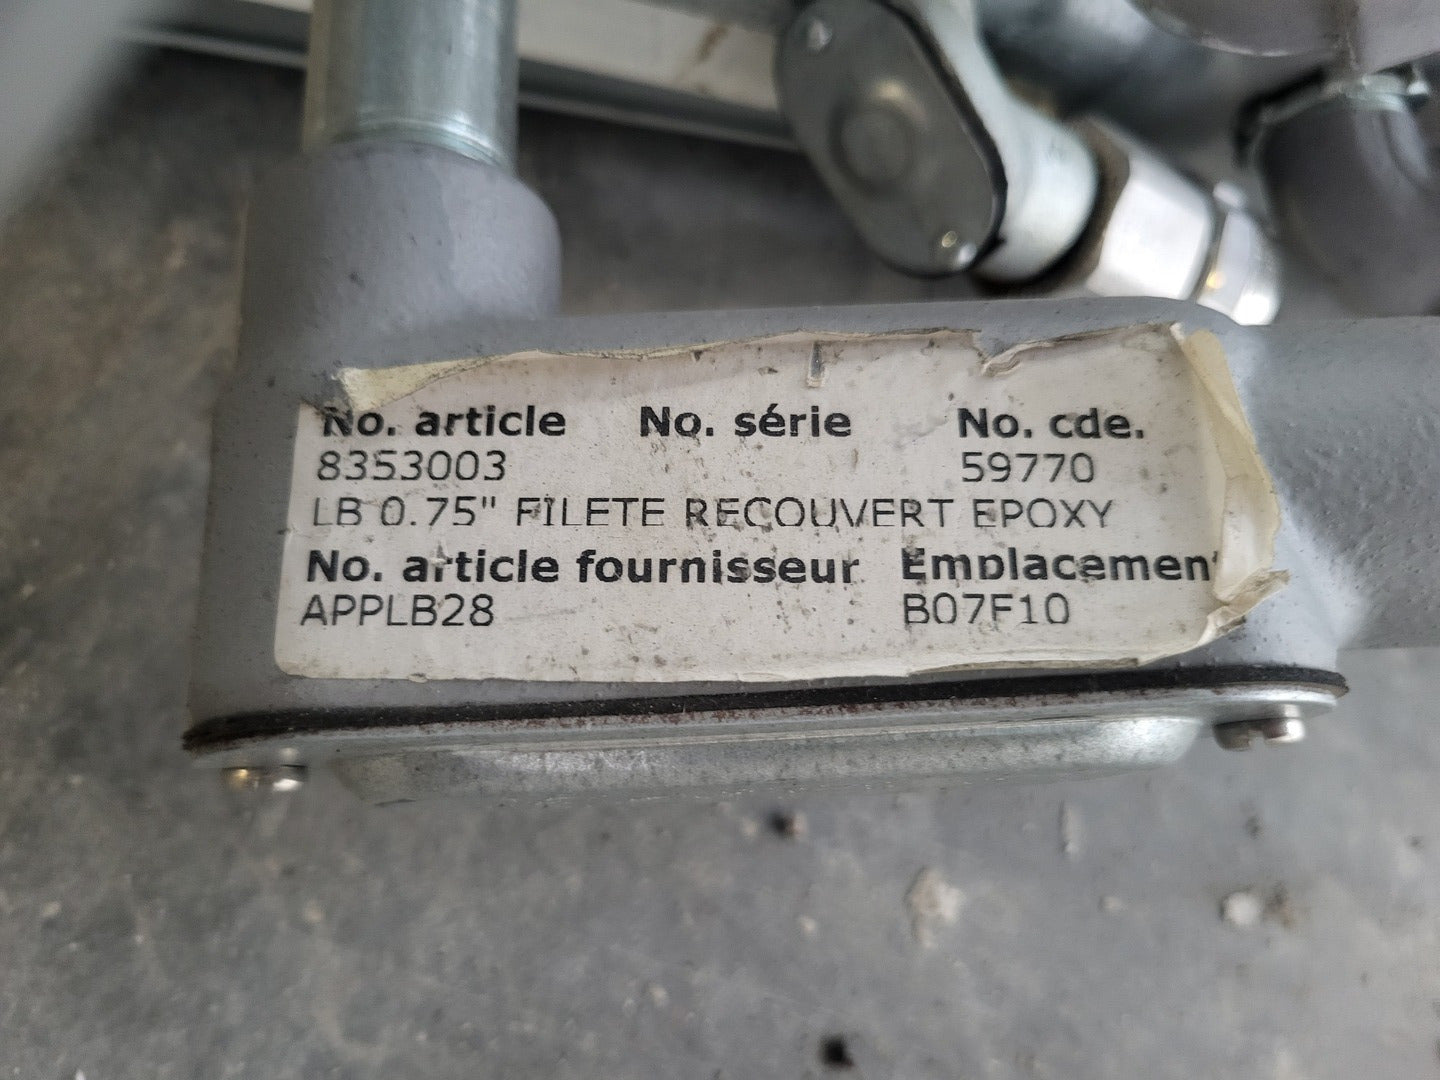 No. article No. série No. cde.
8353003 59770
LB 0.75" FILETE RECOUVERT EPOXY
No. article fournisseur Emplacement
APPLB28 B07F10